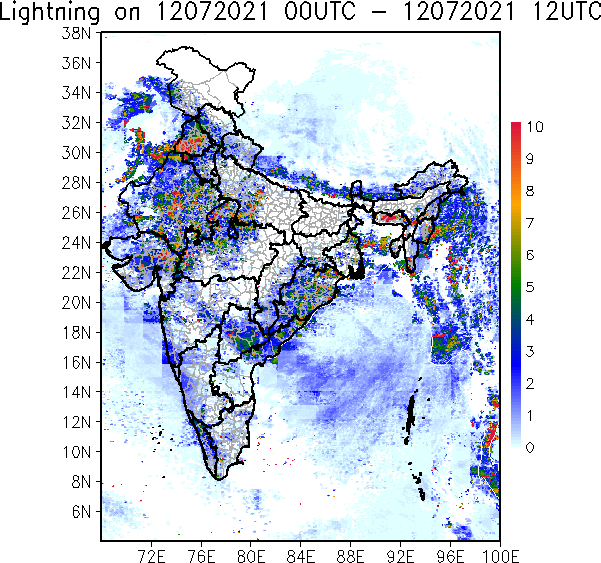 Lightning on 12072021 00UTC – 12072021 12UTC
38N
36N
34N
32N
30N
28N
26N
24N
22N
20N
18N
16N
14N
12N
10N
8N
6N
72E 76E 80E 84E 88E 92E 96E 100E
10
9
8
7
6
5
4
3
2
1
0